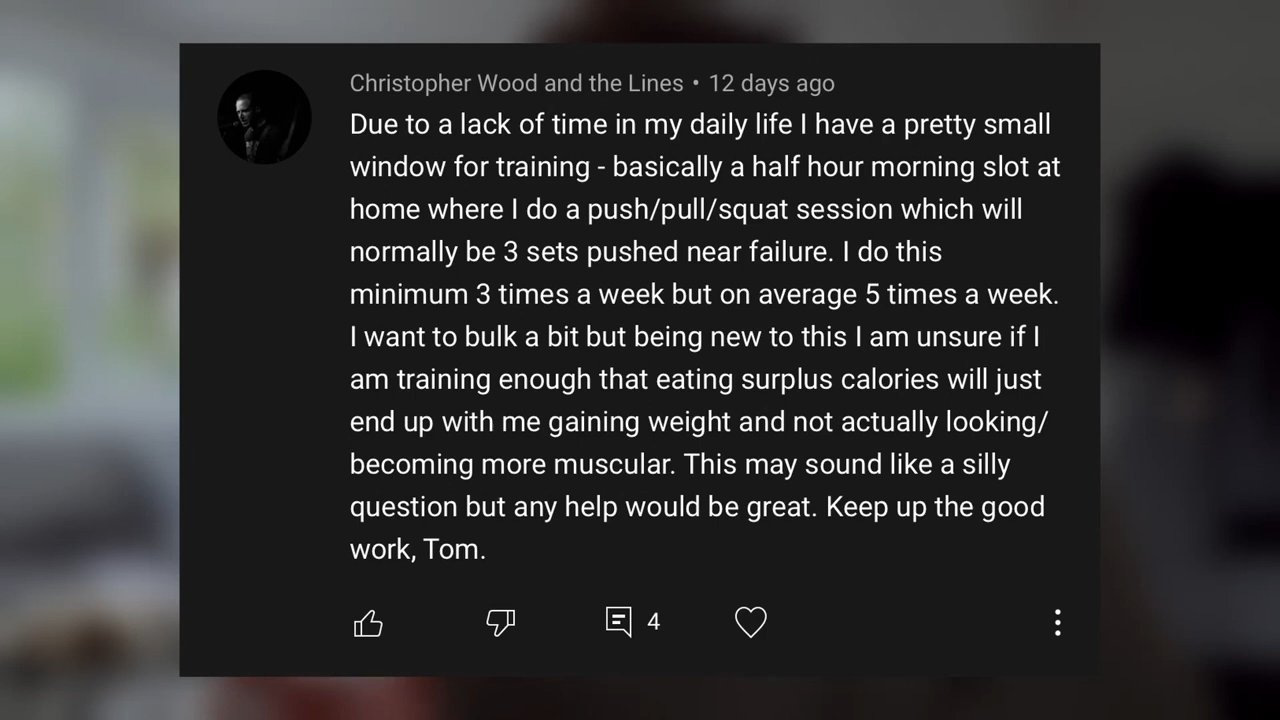 Christopher Wood and the Lines • 12 days ago
Due to a lack of time in my daily life I have a pretty small
window for training - basically a half hour morning slot at
home where I do a push/pull/squat session which will
normally be 3 sets pushed near failure. I do this
minimum 3 times a week but on average 5 times a week.
I want to bulk a bit but being new to this I am unsure if I
am training enough that eating surplus calories will just
end up with me gaining weight and not actually looking/
becoming more muscular. This may sound like a silly
question but any help would be great. Keep up the good
work, Tom.
4